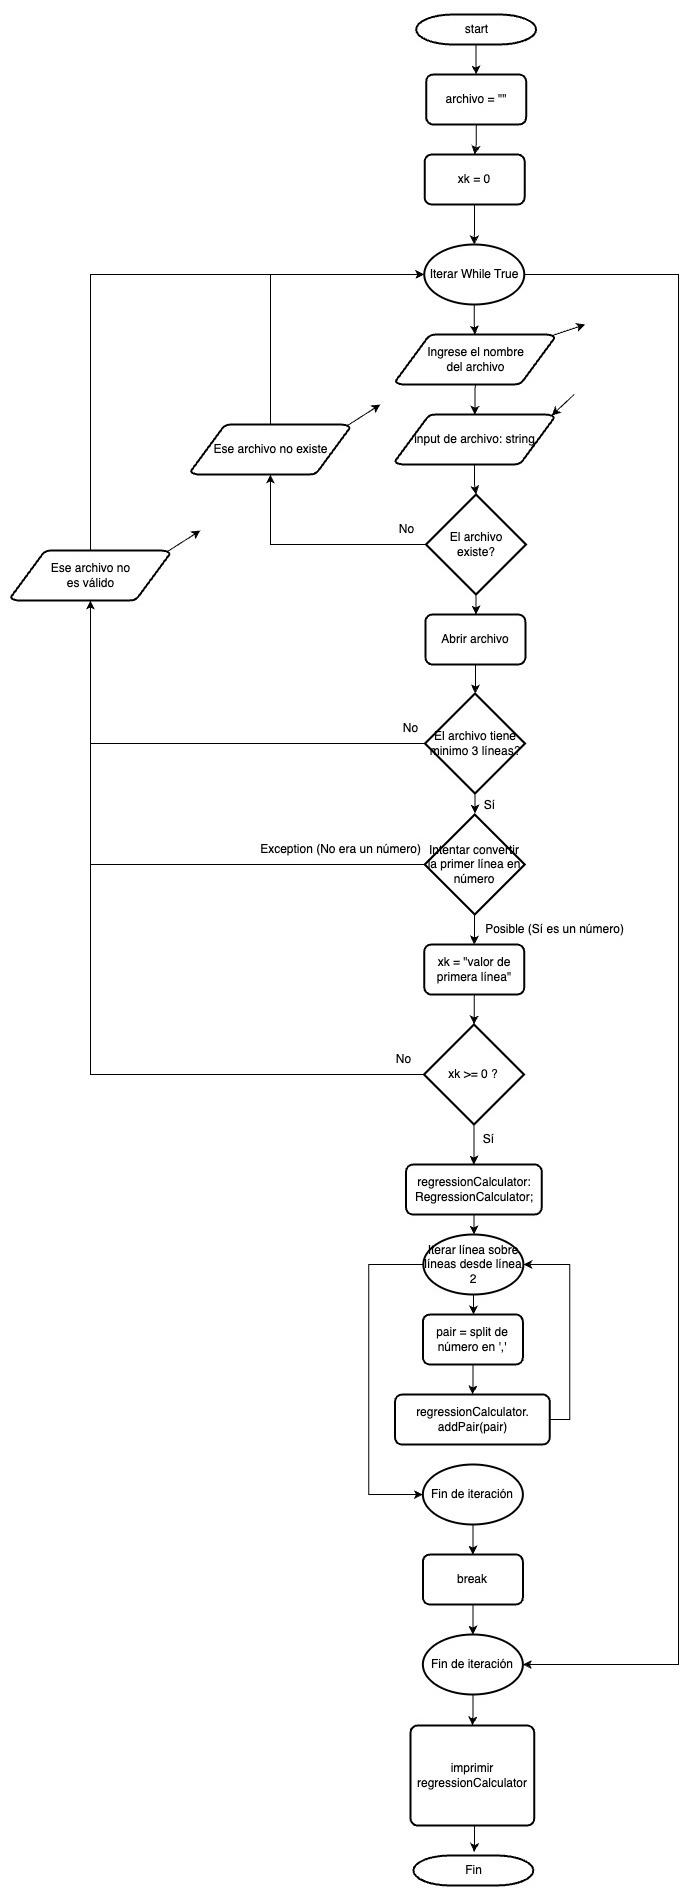 start
archivo = ""
xk = 0
Iterar While True
Ingrese el nombre
del archivo
Input de archivo: string
Ese archivo no existe
No
El archivo
existe?
Ese archivo no
es válido
Abrir archivo
No
El archivo tiene
minimo 3 líneas?
Sí
Exception (No era un número)
Intentar convertir
la primer línea en
número
Posible (Sí es un número)
xk = "valor de
primera línea"
No
xk >= 0 ?
Sí
regressionCalculator:
RegressionCalculator;
Iterar línea sobre
líneas desde línea
2
pair = split de
número en ','
regressionCalculator.
addPair(pair)
Fin de iteración
break
Fin de iteración
imprimir
regressionCalculator
Fin